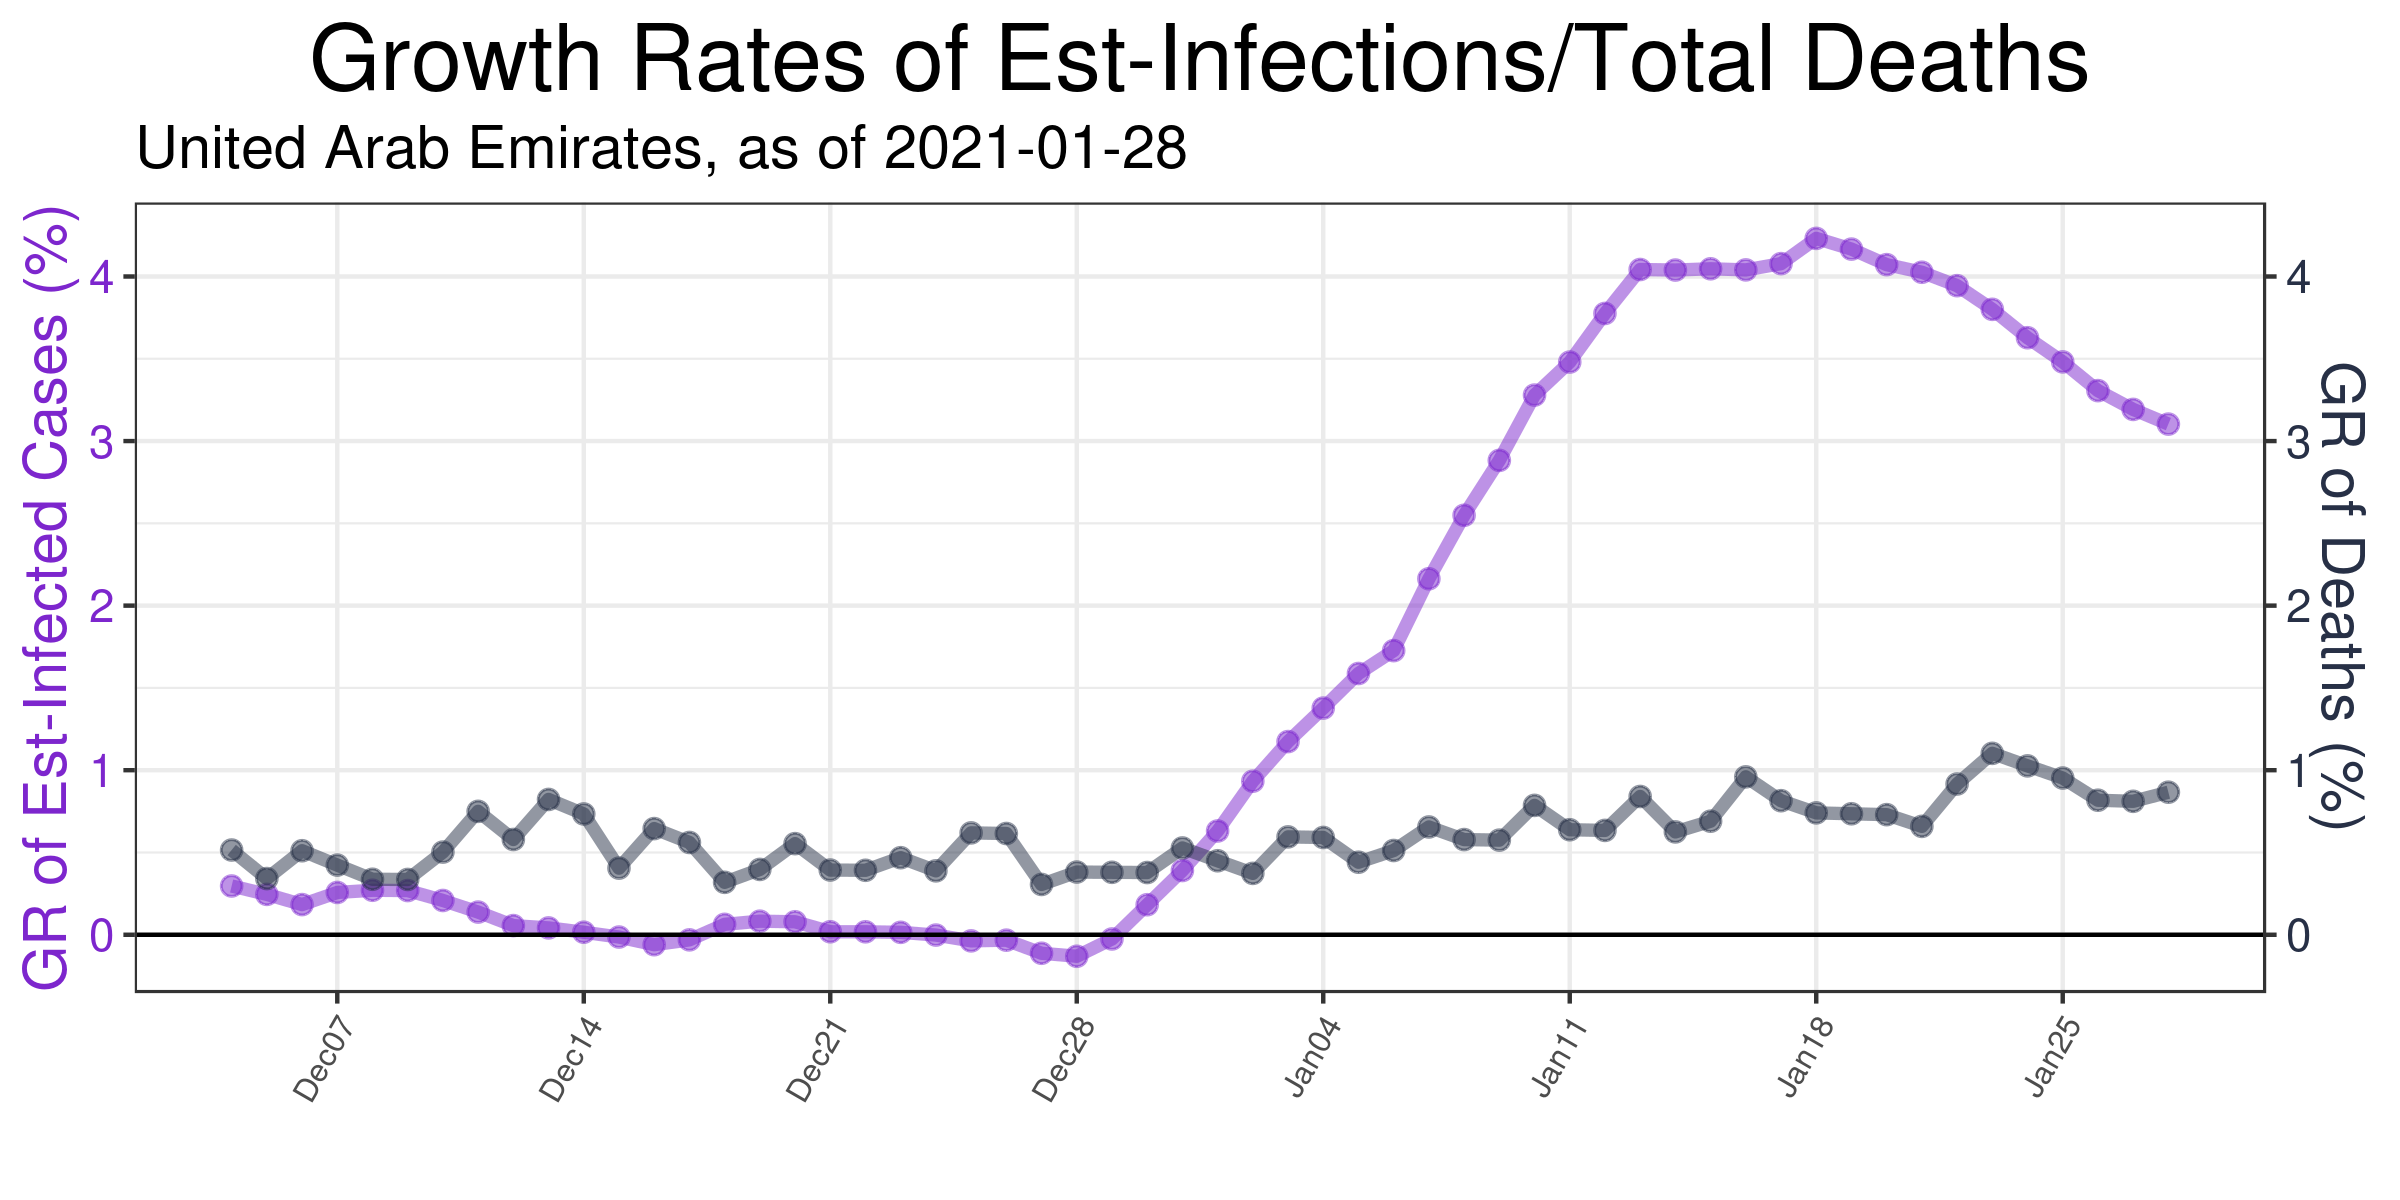 Growth Rates of Est-Infections/Total Deaths
United Arab Emirates, as of 2021-01-28
GR of Est-Infected Cases (%)
4
3
2
1
0
4
3
2
1
0
GR of Deaths (%)
Dec07
Dec14
Dec21
Dec28
Jan04
Jan11
Jan18
Jan25